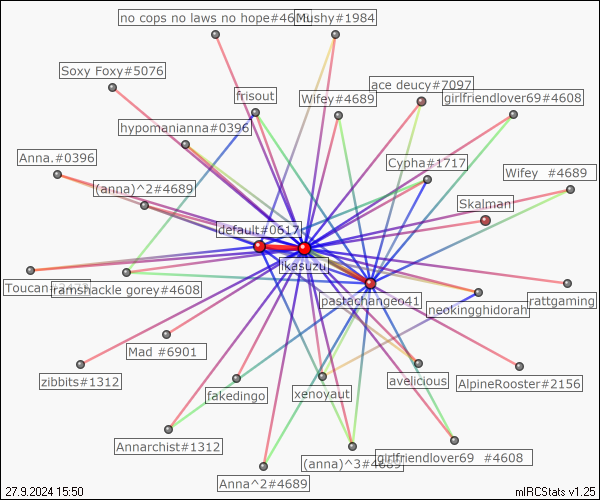 no cops no laws no hope#46
Mushy#1984
Soxy Foxy#5076
ace deucy#7097
frisout
Wifey#4689
girlfriendlover69#4608
hypomanianna#0396
Anna.#0396
Cypha#1717
Wifey #4689
(anna)^2#4689
Skalman
default#0617
Ikasuzu
Toucan
ramshackle gorey#4608
pastachangeo41
neokingghidorah
rattgaming
Mad #6901
zibbits#1312
fakedingo
xenoyaut
avelicious
AlpineRooster#2156
Annarchist#1312
(anna)^3#4689
girlfriendlover69 #4608
Anna^2#4689
27.9.2024 15:50
mIRCStats v1.25